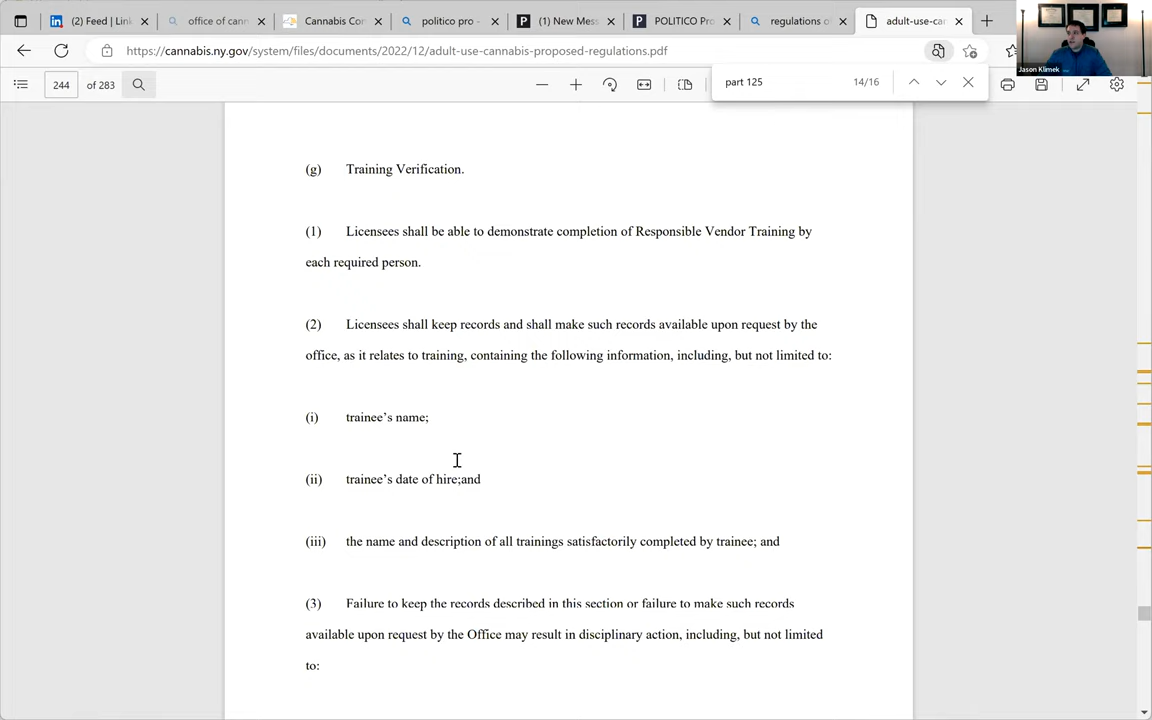 (2) Feed | Link
office of cann
Cannabis Con
politico pro -
(1) New Mess
POLITICO Pro
regulations o
adult-use-can
https://cannabis.ny.gov/system/files/documents/2022/12/adult-use-cannabis-proposed-regulations.pdf
Jason Klimek
244 of 283
part 125 14/16
(g) Training Verification.
(1) Licensees shall be able to demonstrate completion of Responsible Vendor Training by
each required person.
(2) Licensees shall keep records and shall make such records available upon request by the
office, as it relates to training, containing the following information, including, but not limited to:
(i) trainee’s name;
(ii) trainee’s date of hire;and
(iii) the name and description of all trainings satisfactorily completed by trainee; and
(3) Failure to keep the records described in this section or failure to make such records
available upon request by the Office may result in disciplinary action, including, but not limited
to: